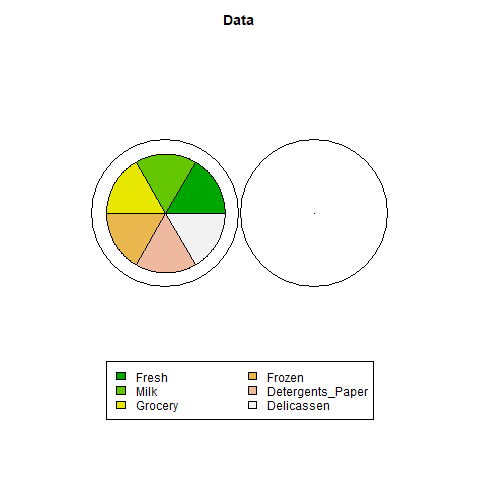 Data
Fresh
Milk
Grocery
Frozen
Detergents_Paper
Delicassen